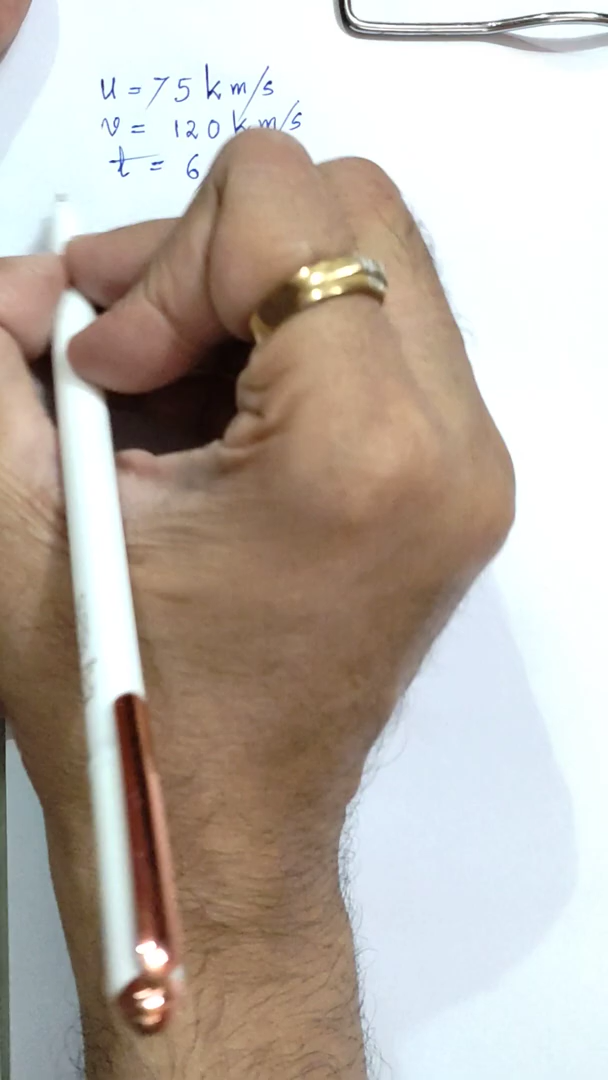 u = 75 km/s
v = 120 km/s
t = 6